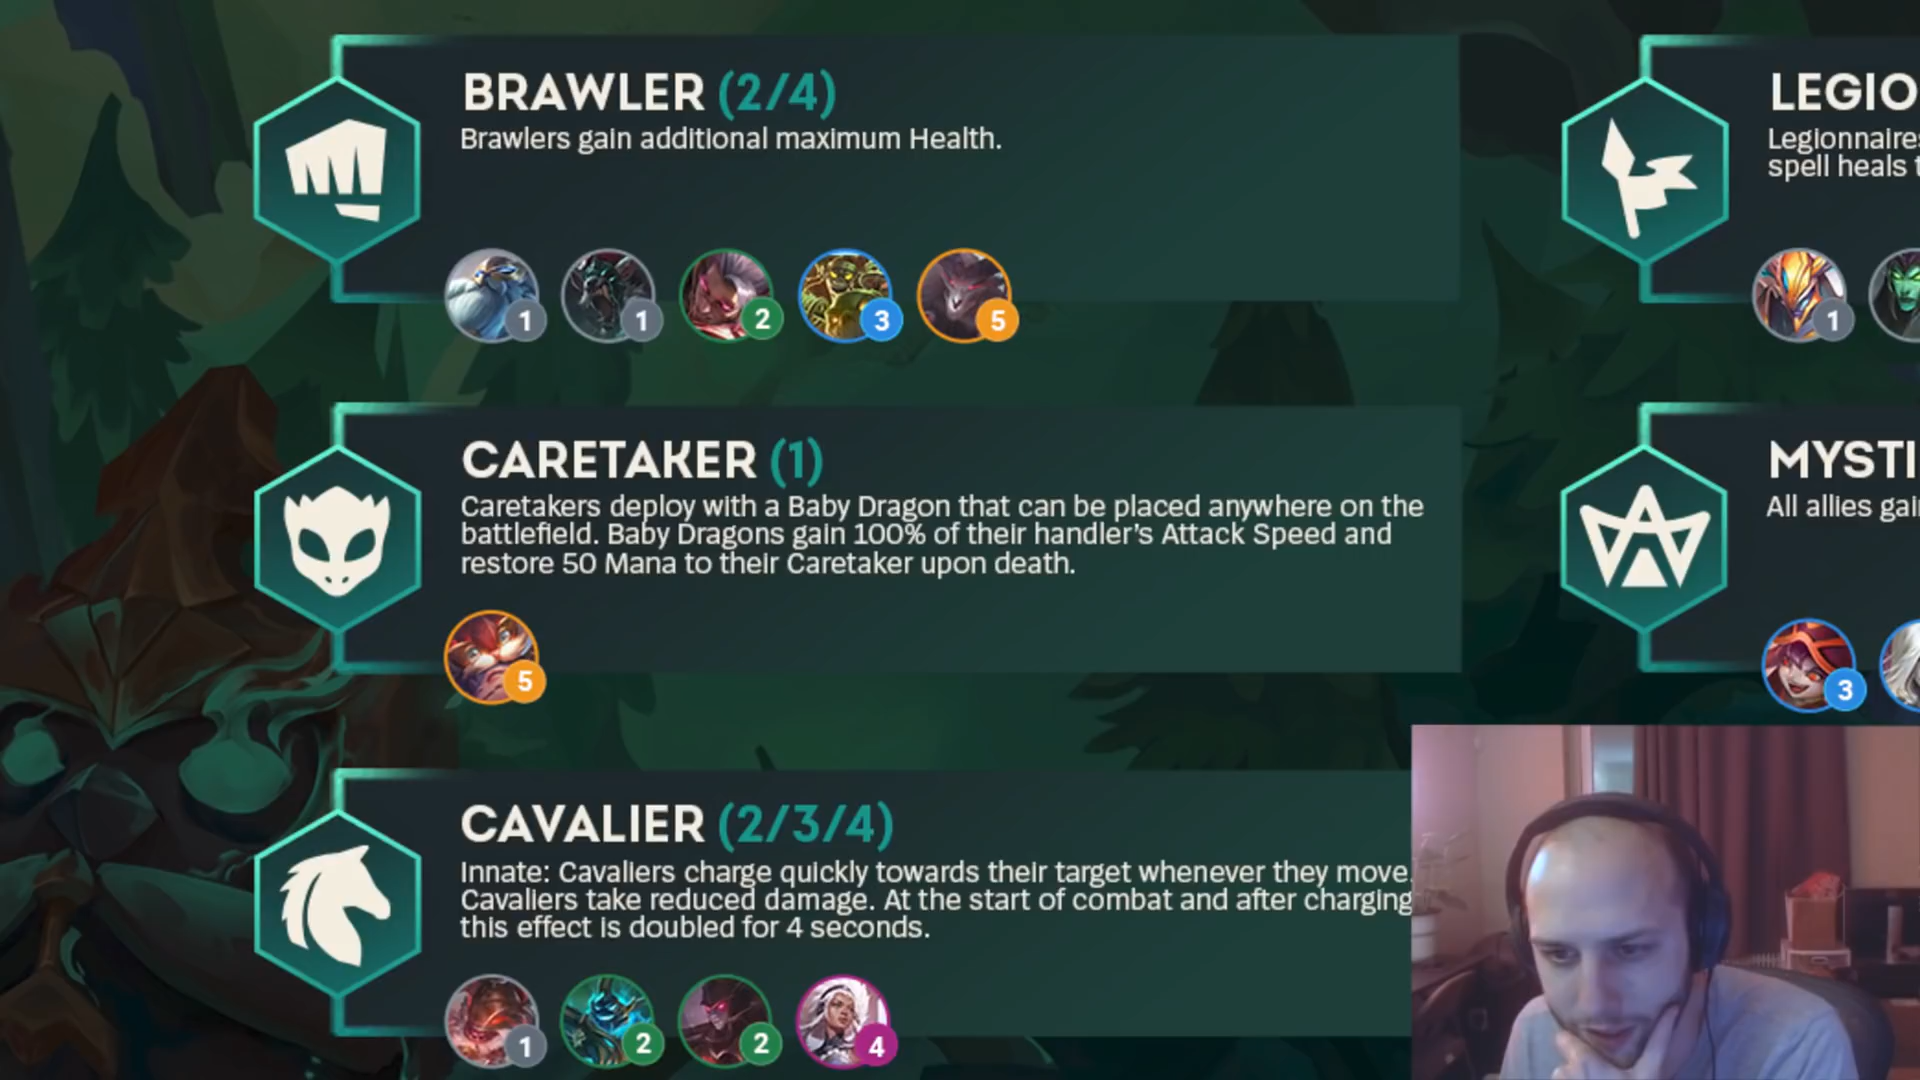 BRAWLER (2/4)
Brawlers gain additional maximum Health.
1
1
2
3
5
CARETAKER (1)
Caretakers deploy with a Baby Dragon that can be placed anywhere on the
battlefield. Baby Dragons gain 100% of their handler's Attack Speed and
restore 50 Mana to their Caretaker upon death.
5
CAVALIER (2/3/4)
Innate: Cavaliers charge quickly towards their target whenever they move.
Cavaliers take reduced damage. At the start of combat and after charging
this effect is doubled for 4 seconds.
1
2
2
4
LEGIO
Legionnaires
spell heals t
1
MYSTI
All allies gai
3